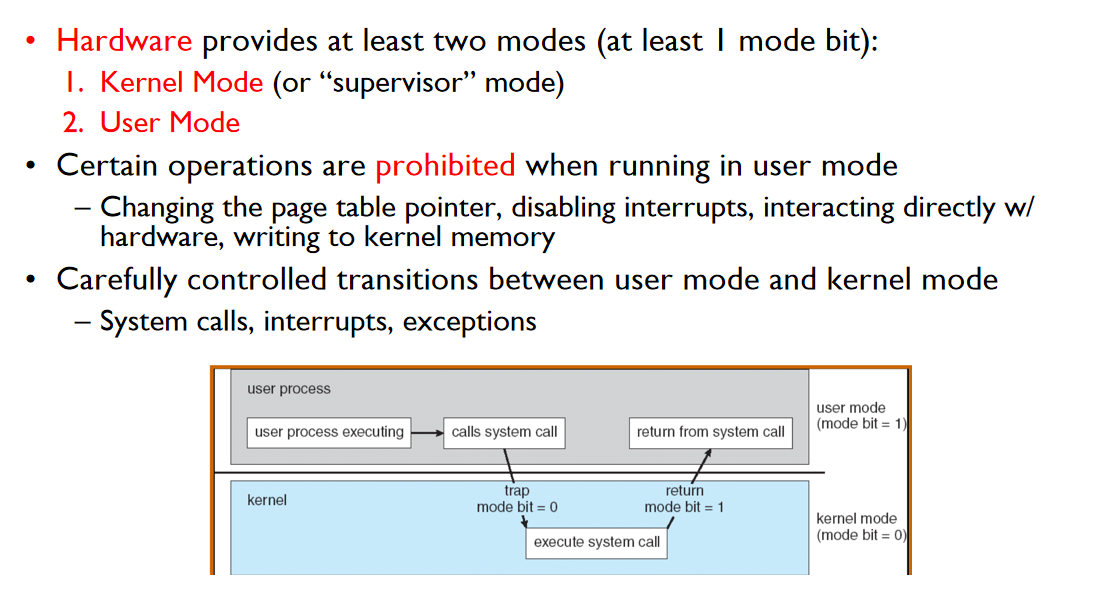 • Hardware provides at least two modes (at least 1 mode bit):
1. Kernel Mode (or “supervisor” mode)
2. User Mode
• Certain operations are prohibited when running in user mode
– Changing the page table pointer, disabling interrupts, interacting directly w/
hardware, writing to kernel memory
• Carefully controlled transitions between user mode and kernel mode
– System calls, interrupts, exceptions
user process
user process executing
calls system call
return from system call
user mode
(mode bit = 1)
kernel
trap
mode bit = 0
return
mode bit = 1
execute system call
kernel mode
(mode bit = 0)